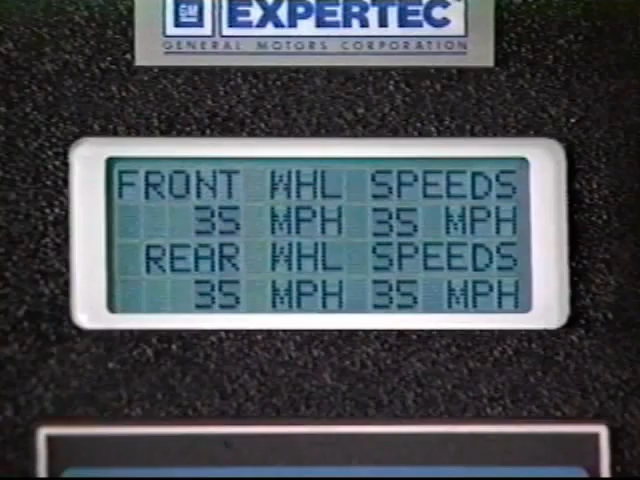 GM EXPERTEC
GENERAL MOTORS CORPORATION
FRONT WHL SPEEDS
35 MPH 35 MPH
REAR WHL SPEEDS
35 MPH 35 MPH